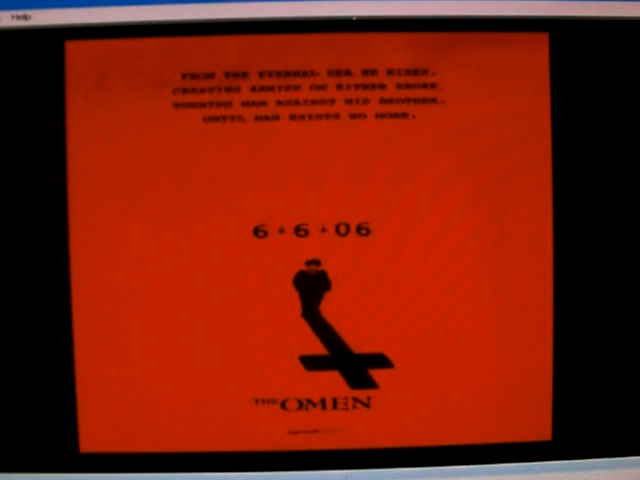 Help
FROM THE ETERNAL SEA HE RISES,
CREATING ARMIES ON EITHER SHORE,
TURNING MAN AGAINST HIS BROTHER,
UNTIL MAN EXISTS NO MORE.
6+6+06
THE OMEN